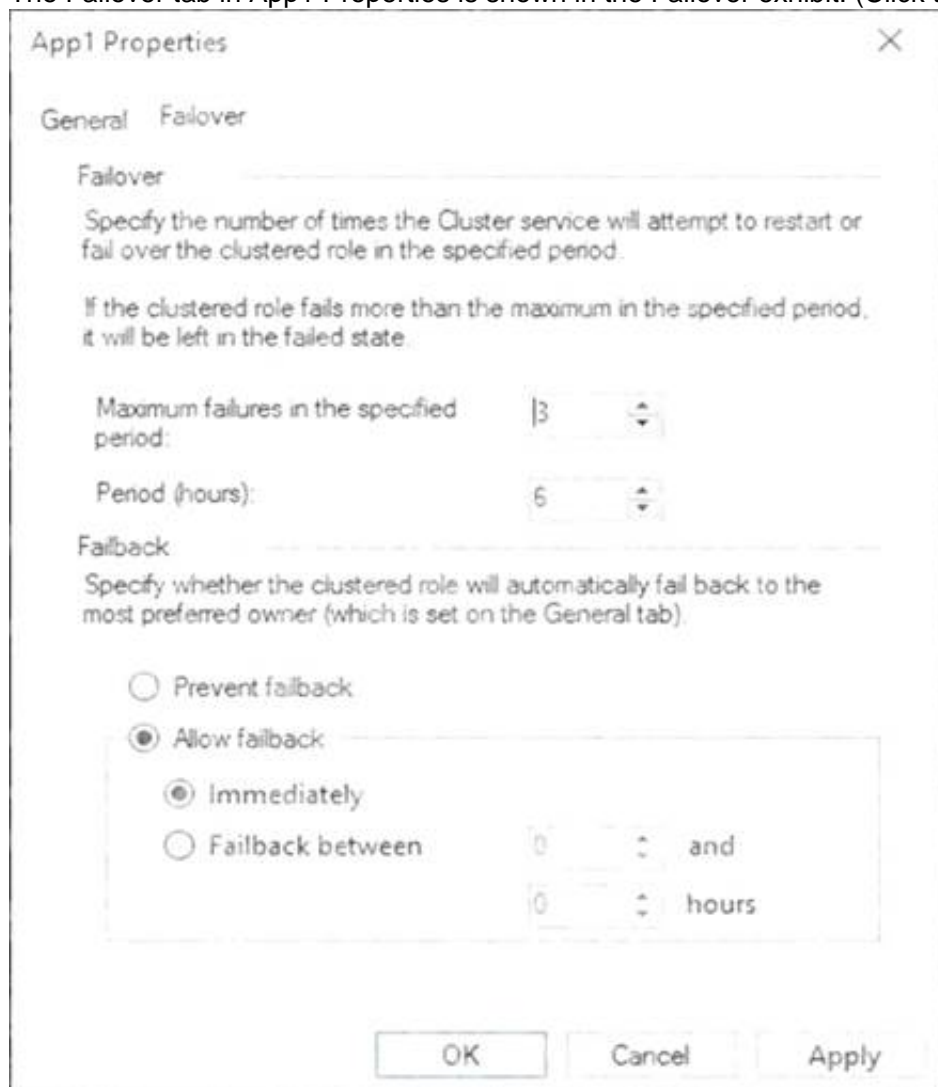 The Failover tab in App1 Properties is shown in the Failover exhibit. (Click
App1 Properties
General Failover
Failover
Specify the number of times the Cluster service will attempt to restart or
fail over the clustered role in the specified period.
If the clustered role fails more than the maximum in the specified period,
it will be left in the failed state.
Maximum failures in the specified
period:
3
Period (hours):
6
Failback
Specify whether the clustered role will automatically fail back to the
most preferred owner (which is set on the General tab).
Prevent failback
Allow failback
Immediately
Failback between 0 and
0 hours
OK Cancel Apply